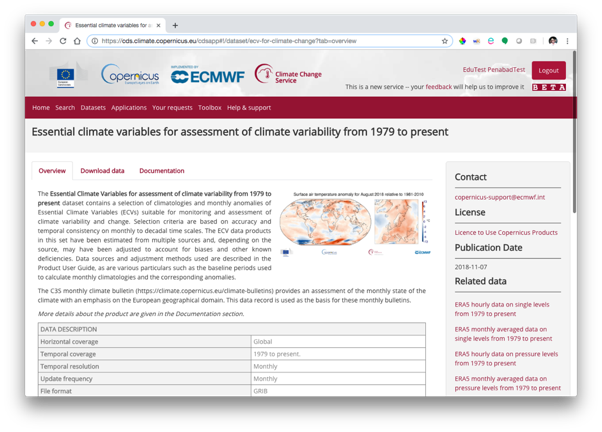 Essential climate variables for a
https://cds.climate.copernicus.eu/cdsapp#!/dataset/ecv-for-climate-change?tab=overview
Copernicus
IMPLEMENTED BY
ECMWF
Climate Change
Service
EduTest PenabadTest
Logout
This is a new service -- your feedback will help us to improve it
BETA
Home Search Datasets Applications Your requests Toolbox Help & support
Essential climate variables for assessment of climate variability from 1979 to present
Overview Download data Documentation
The Essential Climate Variables for assessment of climate variability from 1979 to
present dataset contains a selection of climatologies and monthly anomalies of
Essential Climate Variables (ECVs) suitable for monitoring and assessment of
climate variability and change. Selection criteria are based on accuracy and
temporal consistency on monthly to decadal time scales. The ECV data products
in this set have been estimated from multiple sources and, depending on the
source, may have been adjusted to account for biases and other known
deficiencies. Data sources and adjustment methods used are described in the
Product User Guide, as are various particulars such as the baseline periods used
to calculate monthly climatologies and the corresponding anomalies.
Surface air temperature anomaly for August 2018 relative to 1981-2010
The C3S monthly climate bulletin (https://climate.copernicus.eu/climate-bulletins) provides an assessment of the monthly state of the
climate with an emphasis on the European geographical domain. This data record is used as the basis for these monthly bulletins.
More details about the product are given in the Documentation section.
DATA DESCRIPTION
Horizontal coverage Global
Temporal coverage 1979 to present.
Temporal resolution Monthly
Update frequency Monthly
File format GRIB
Contact
copernicus-support@ecmwf.int
License
Licence to Use Copernicus Products
Publication Date
2018-11-07
Related data
ERA5 hourly data on single levels
from 1979 to present
ERA5 monthly averaged data on
single levels from 1979 to present
ERA5 hourly data on pressure levels
from 1979 to present
ERA5 monthly averaged data on
pressure levels from 1979 to present